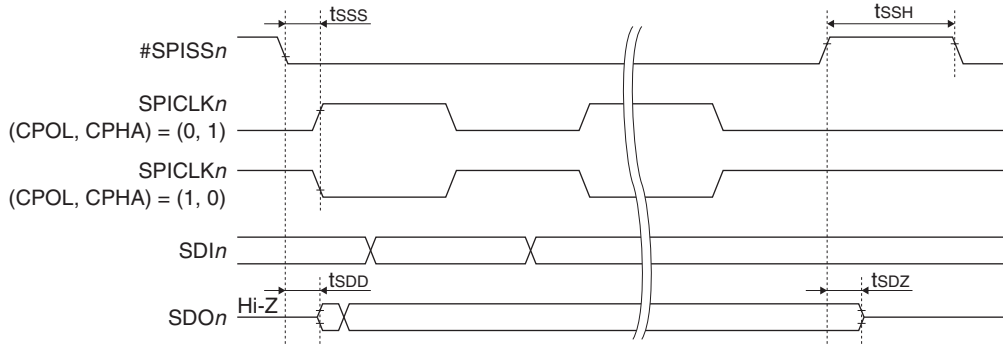 tSSS
tSSH
#SPISSn
SPICLKn
(CPOL, CPHA) = (0, 1)
SPICLKn
(CPOL, CPHA) = (1, 0)
SDIn
tSDD
tSDZ
Hi-Z
SDOn